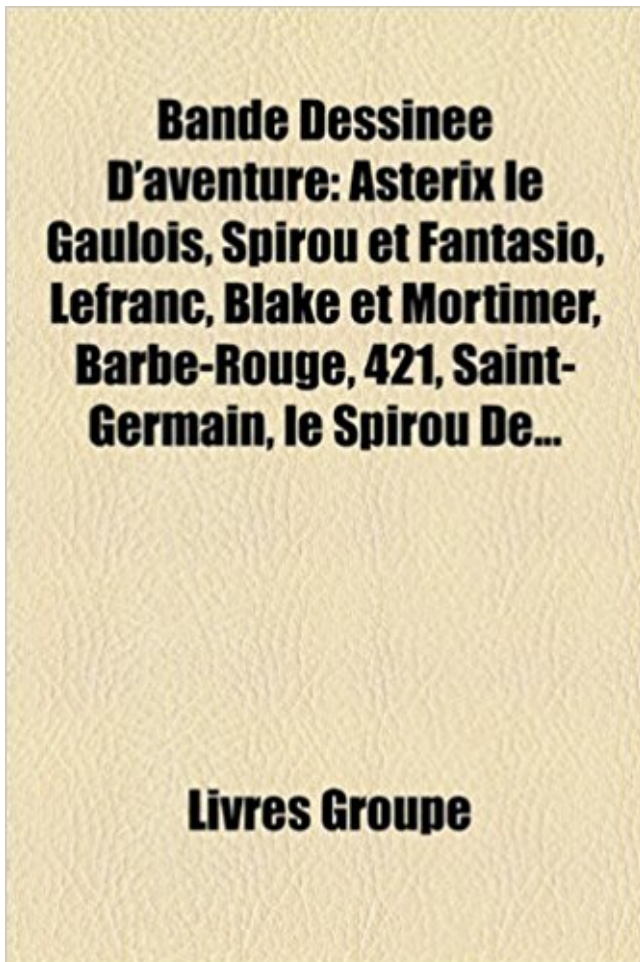 Bande Dessinee
D'aventure: Asterix le
Gaulois, Spirou et Fantasio,
Lefranc, Blake et Mortimer,
Barbe-Rouge, 421, Saint-
Germain, le Spirou De...
Livres Groupe